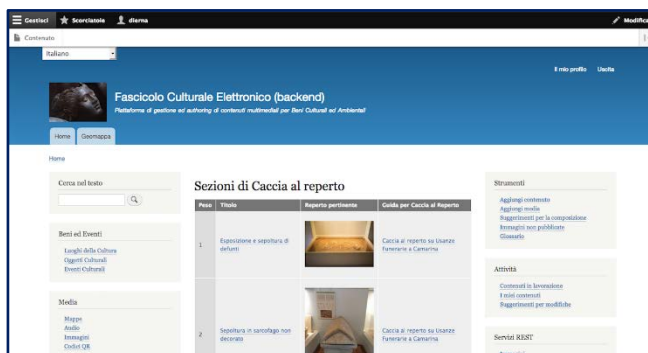 Gestisci Scorciatoie dierna Modifica
Contenuto
Italiano
Il mio profilo Uscita
Fascicolo Culturale Elettronico (backend)
Piattaforma di gestione ed authoring di contenuti multimediali per Beni Culturali ed Ambientali
Home Geomappa
Home
Cerca nel testo
Beni ed Eventi
Luoghi della Cultura
Oggetti Culturali
Eventi Culturali
Media
Mappe
Audio
Immagini
Codici QR
Sezioni di Caccia al reperto
Peso Titolo Reperto pertinente Guida per Caccia al Reperto
1 Esposizione e sepoltura di defunti Caccia al reperto su Usanze
Funerarie a Camarina
2 Sepoltura in sarcofago non
decorato Caccia al reperto su Usanze
Funerarie a Camarina
Strumenti
Aggiungi contenuto
Aggiungi media
Suggerimenti per la composizione
Immagini non pubblicate
Glossario
Attività
Contenuti in lavorazione
I miei contenuti
Suggerimenti per modifiche
Servizi REST